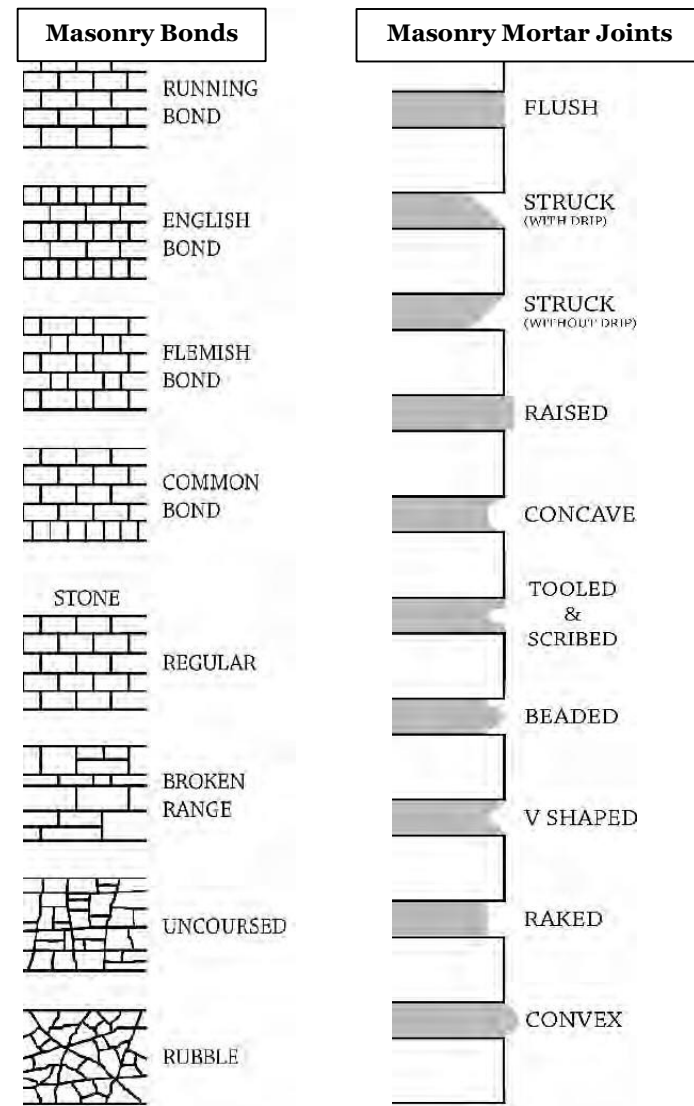 Masonry Bonds
RUNNING
BOND
ENGLISH
BOND
FLEMISH
BOND
COMMON
BOND
STONE
REGULAR
BROKEN
RANGE
UNCOURSED
RUBBLE
Masonry Mortar Joints
FLUSH
STRUCK
(WITH DRIP)
STRUCK
(WITHOUT DRIP)
RAISED
CONCAVE
TOOLED
&
SCRIBED
BEADED
V SHAPED
RAKED
CONVEX